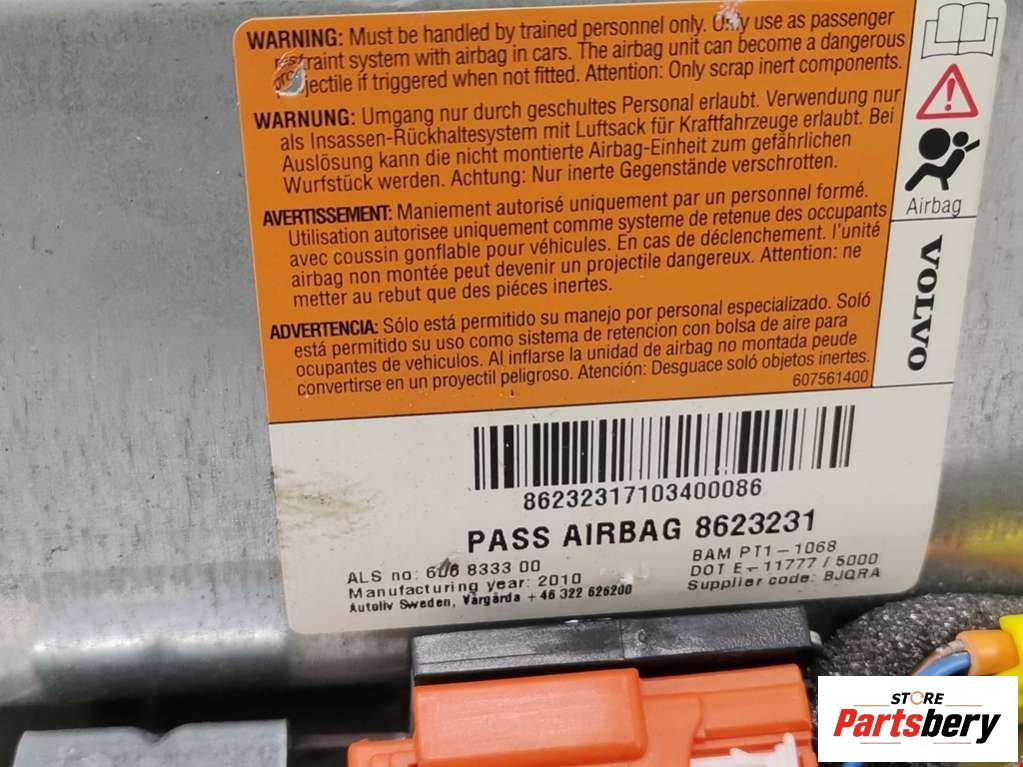 WARNING: Must be handled by trained personnel only. Only use as passenger
restraint system with airbag in cars. The airbag unit can become a dangerous
projectile if triggered when not fitted. Attention: Only scrap inert components.
WARNUNG: Umgang nur durch geschultes Personal erlaubt. Verwendung nur
als Insassen-Rückhaltesystem mit Luftsack für Kraftfahrzeuge erlaubt. Bei
Auslösung kann die nicht montierte Airbag-Einheit zum gefährlichen
Wurfstück werden. Achtung: Nur inerte Gegenstände verschrotten.
AVERTISSEMENT: Maniement autorisé uniquement par un personnel formé.
Utilisation autorisee uniquement comme systeme de retenue des occupants
avec coussin gonflable pour véhicules. En cas de déclenchement. l'unité
airbag non montée peut devenir un projectile dangereux. Attention: ne
metter au rebut que des piéces inertes.
ADVERTENCIA: Sólo está permitido su manejo por personal especializado. Soló
está permitido su uso como sistema de retencion con bolsa de aire para
ocupantes de vehiculos. Al inflarse la unidad de airbag no montada peude
convertirse en un proyectil peligroso. Atención: Desguace soló objetos inertes.
607561400
Airbag
VOLVO
86232317103400086
PASS AIRBAG 8623231
ALS no: 8333 00
Manufacturing year: 2010
Autoliv Sweden, Vårgårda +46 322 626200
BAM PT1-1068
DOT E-11777 / 5000
Supplier code: BJQRA
STORE
Partsbery